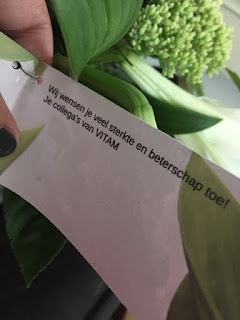 Wij wensen je veel sterkte en beterschap toe!
Je collega's van VITAM